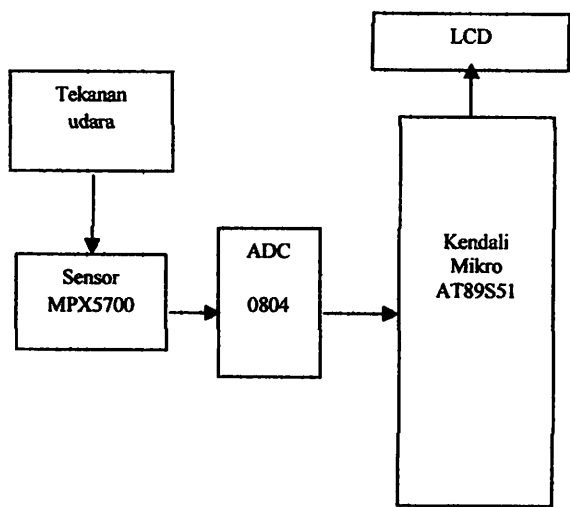 LCD
Tekanan
udara
Sensor
MPX5700
ADC
0804
Kendali
Mikro
AT89S51